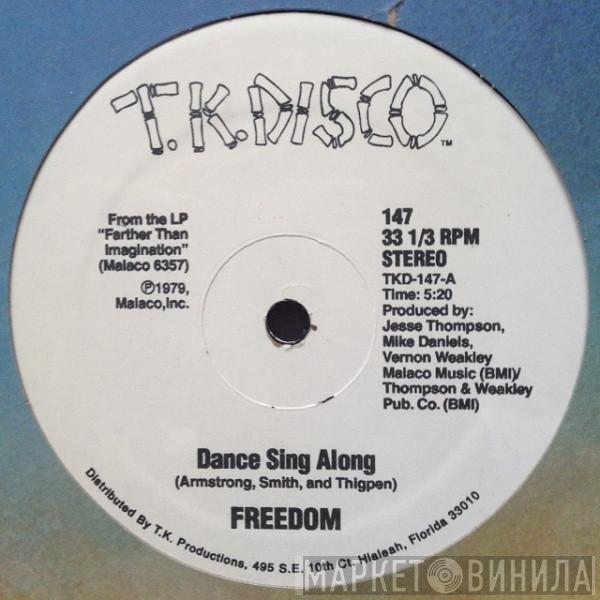 T.K. DISCO™
From the LP
"Farther Than
Imagination"
(Malaco 6357)
℗1979,
Malaco, Inc.
147
33 1/3 RPM
STEREO
TKD-147-A
Time: 5:20
Produced by:
Jesse Thompson,
Mike Daniels,
Vernon Weakley
Malaco Music (BMI)/
Thompson & Weakley
Pub. Co. (BMI)
Dance Sing Along
(Armstrong, Smith, and Thigpen)
FREEDOM
Distributed By T.K. Productions, 495 S.E. 10th Ct. Hialeah, Florida 33010
МАРКЕТ ВИНИЛА